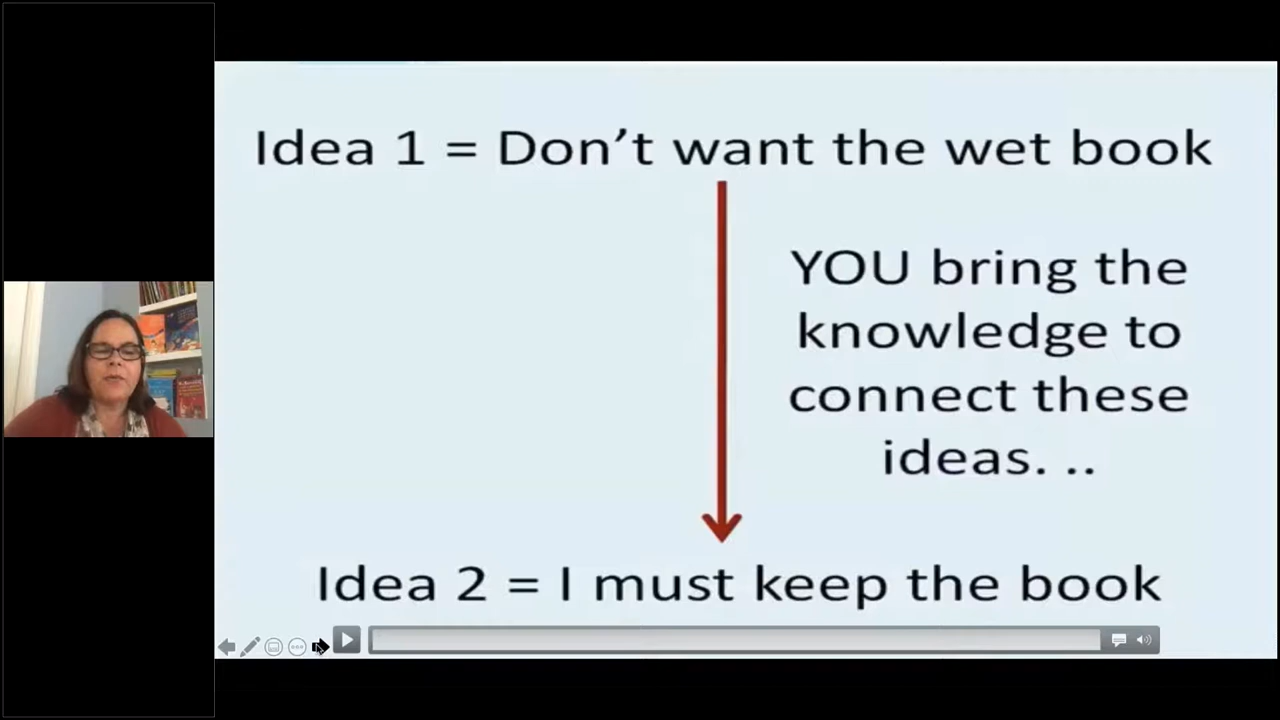 Idea 1 = Don’t want the wet book
YOU bring the
knowledge to
connect these
ideas. ..
Idea 2 = I must keep the book